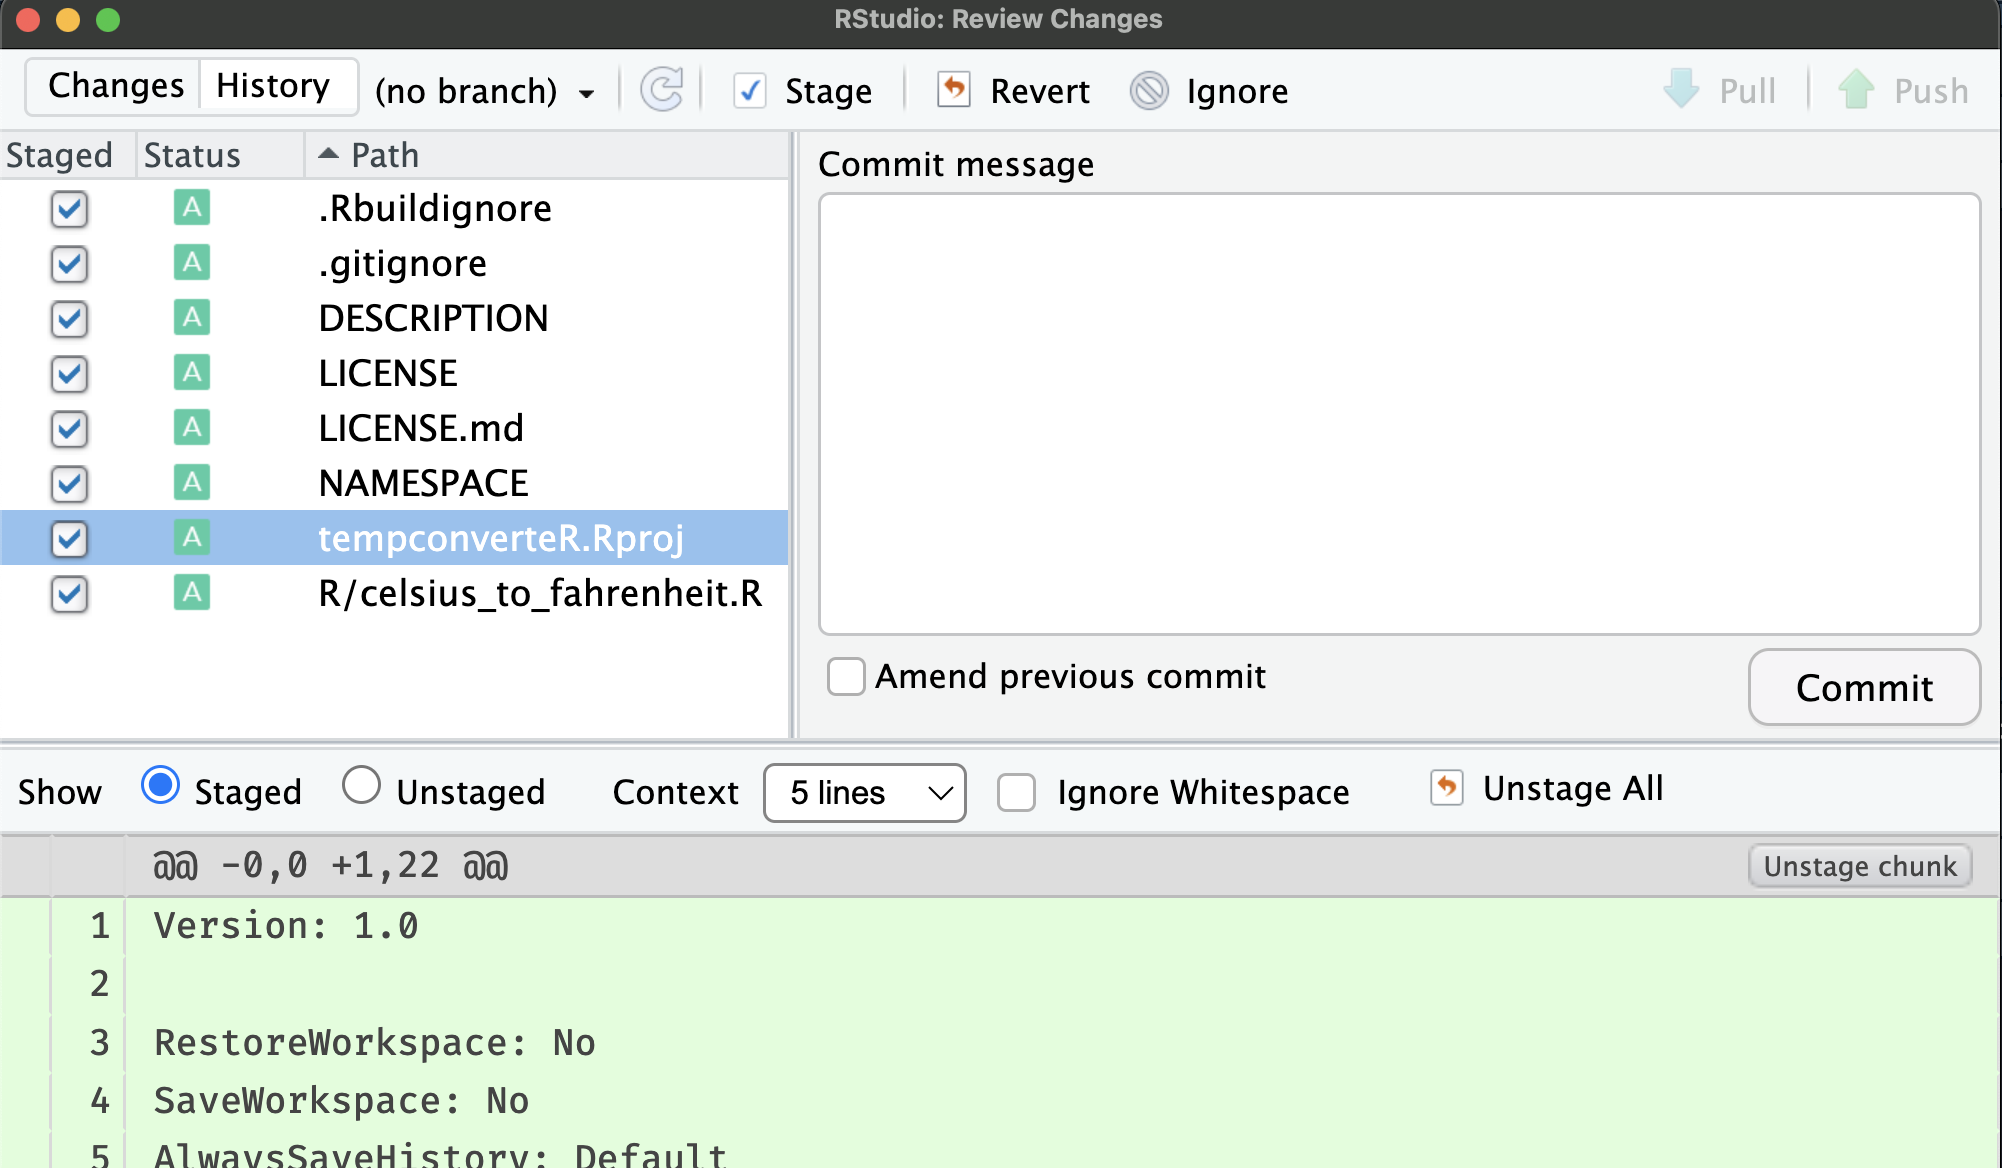 RStudio: Review Changes
Changes History (no branch) Stage Revert Ignore Pull Push
Staged Status Path
A .Rbuildignore
A .gitignore
A DESCRIPTION
A LICENSE
A LICENSE.md
A NAMESPACE
A tempconverteR.Rproj
A R/celsius_to_fahrenheit.R
Commit message
Amend previous commit
Commit
Show Staged Unstaged Context 5 lines Ignore Whitespace Unstage All
@@ -0,0 +1,22 @@ Unstage chunk
1 Version: 1.0
2
3 RestoreWorkspace: No
4 SaveWorkspace: No
5 AlwaysSaveHistory: Default